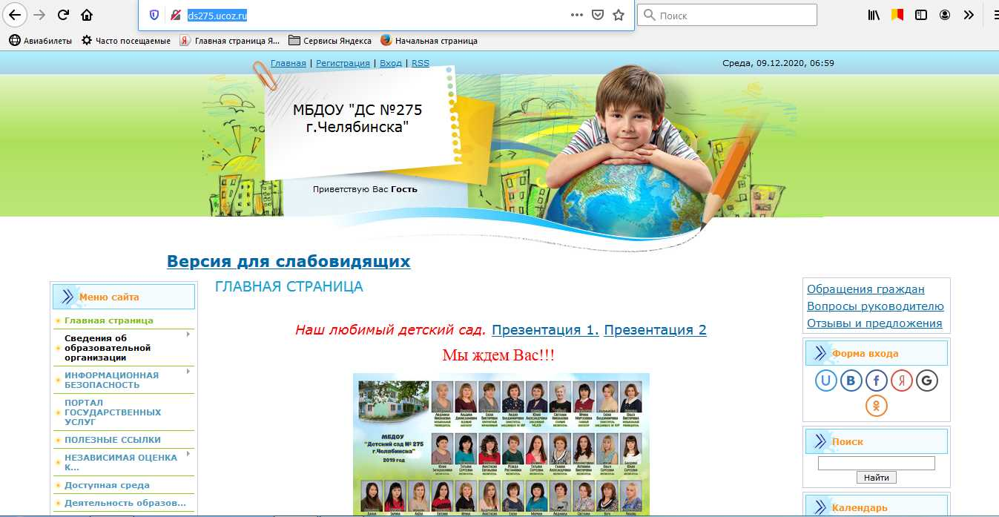 ds275.ucoz.ru
Поиск
Авиабилеты
Часто посещаемые
Главная страница Я...
Сервисы Яндекса
Начальная страница
Главная | Регистрация | Вход | RSS
Среда, 09.12.2020, 06:59
МБДОУ "ДС №275
г.Челябинска"
Приветствую Вас Гость
Версия для слабовидящих
Меню сайта
Главная страница
Сведения об
образовательной
организации
ИНФОРМАЦИОННАЯ
БЕЗОПАСНОСТЬ
ПОРТАЛ
ГОСУДАРСТВЕННЫХ
УСЛУГ
ПОЛЕЗНЫЕ ССЫЛКИ
НЕЗАВИСИМАЯ ОЦЕНКА
К...
Доступная среда
Деятельность образов...
ГЛАВНАЯ СТРАНИЦА
Наш любимый детский сад. Презентация 1. Презентация 2
Мы ждем Вас!!!
МБДОУ
"Детский сад № 275
г.Челябинска"
2019 год
Обращения граждан
Вопросы руководителю
Отзывы и предложения
Форма входа
Поиск
Найти
Календарь